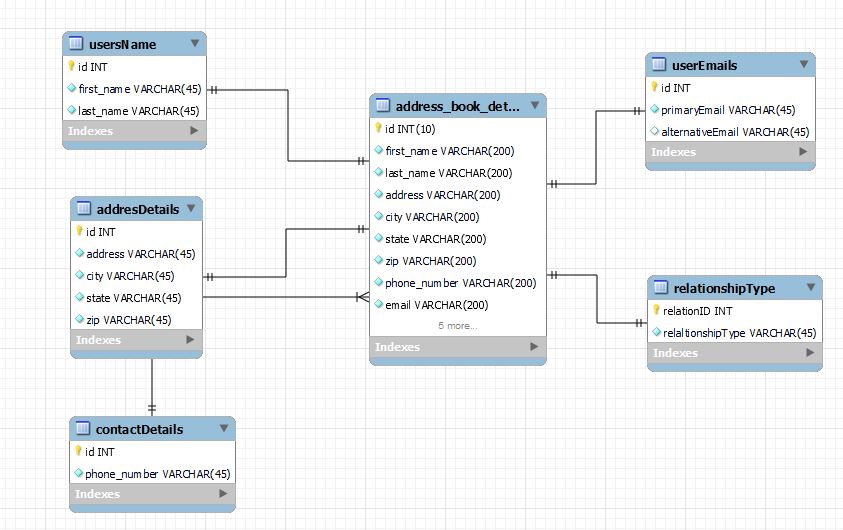 usersName
id INT
first_name VARCHAR(45)
last_name VARCHAR(45)
Indexes
addresDetails
id INT
address VARCHAR(45)
city VARCHAR(45)
state VARCHAR(45)
zip VARCHAR(45)
Indexes
contactDetails
id INT
phone_number VARCHAR(45)
Indexes
address_book_det...
id INT(10)
first_name VARCHAR(200)
last_name VARCHAR(200)
address VARCHAR(200)
city VARCHAR(200)
state VARCHAR(200)
zip VARCHAR(200)
phone_number VARCHAR(200)
email VARCHAR(200)
5 more...
Indexes
userEmails
id INT
primaryEmail VARCHAR(45)
alternativeEmail VARCHAR(45)
Indexes
relationshipType
relationID INT
relaltionshipType VARCHAR(45)
Indexes